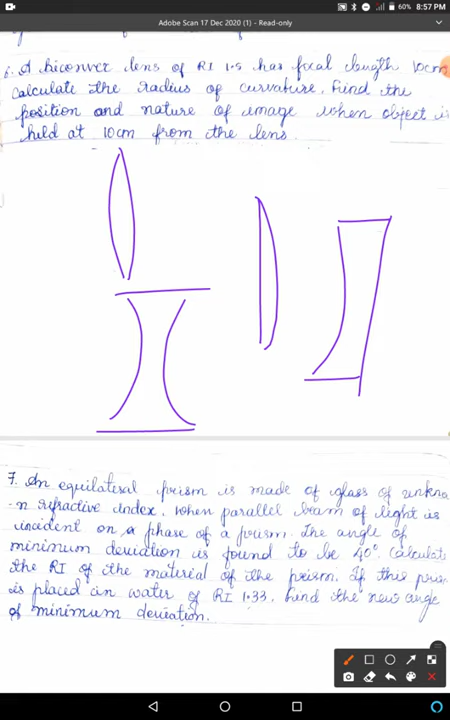 60% 8:57 PM
Adobe Scan 17 Dec 2020 (1) - Read-only
6. A biconvex lens of RI 1.5 has focal length 10cm
calculate the radius of curvature. Find the
position and nature of image when object is
held at 10cm from the lens.
7. An equilateral prism is made of glass of unkno
-n refractive index. When parallel beam of light is
incident on a phase of a prism. The angle of
minimum deviation is found to be 40°. Calculate
the RI of the material of the prism. If this pris
is placed in water of RI 1.33. Find the new angle
of minimum deviation.